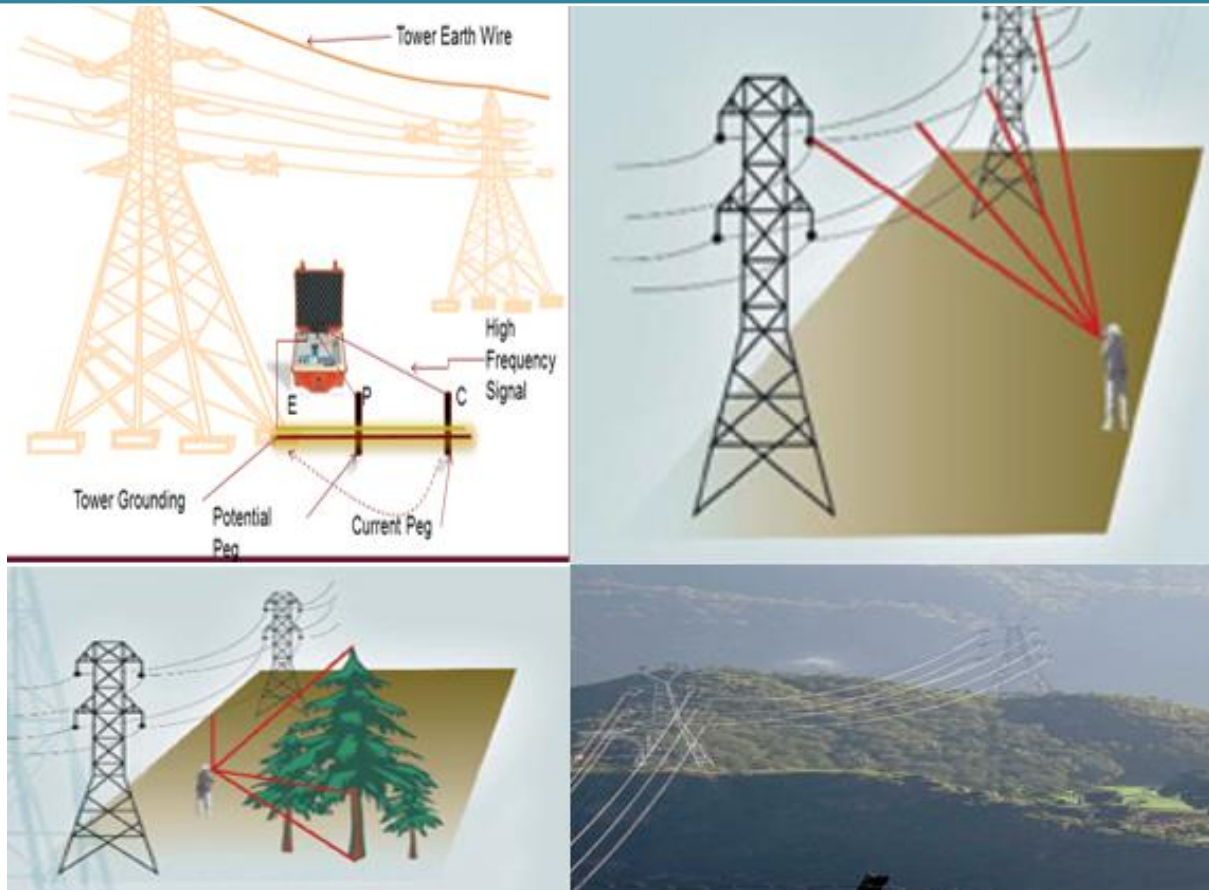 Tower Earth Wire
High
Frequency
Signal
E
P
C
Tower Grounding
Potential
Peg
Current Peg